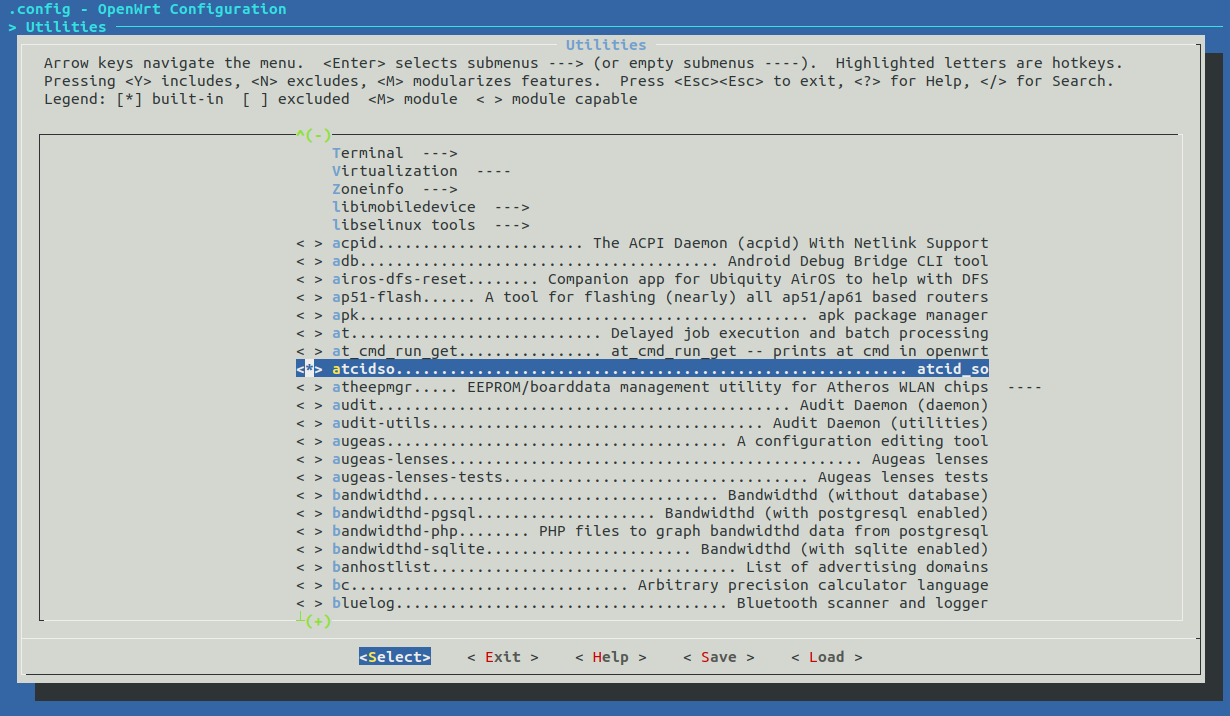 .config - OpenWrt Configuration
> Utilities
Utilities
Arrow keys navigate the menu.  <Enter> selects submenus ---> (or empty submenus ----).  Highlighted letters are hotkeys.
Pressing <Y> includes, <N> excludes, <M> modularizes features.  Press <Esc><Esc> to exit, <?> for Help, </> for Search.
Legend: [*] built-in  [ ] excluded  <M> module  < > module capable
^(-)
Terminal  --->
Virtualization  ----
Zoneinfo  --->
libimobiledevice  --->
libselinux tools  --->
< > acpid....................... The ACPI Daemon (acpid) With Netlink Support
< > adb........................................ Android Debug Bridge CLI tool
< > airos-dfs-reset........ Companion app for Ubiquity AirOS to help with DFS
< > ap51-flash...... A tool for flashing (nearly) all ap51/ap61 based routers
< > apk.................................................. apk package manager
< > at............................ Delayed job execution and batch processing
< > at_cmd_run_get................ at_cmd_run_get -- prints at cmd in openwrt
<*> atcidso......................................................... atcid_so
< > atheepmgr..... EEPROM/boarddata management utility for Atheros WLAN chips  ----
< > audit.............................................. Audit Daemon (daemon)
< > audit-utils..................................... Audit Daemon (utilities)
< > augeas...................................... A configuration editing tool
< > augeas-lenses.............................................. Augeas lenses
< > augeas-lenses-tests.................................. Augeas lenses tests
< > bandwidthd................................. Bandwidthd (without database)
< > bandwidthd-pgsql.................... Bandwidthd (with postgresql enabled)
< > bandwidthd-php........ PHP files to graph bandwidthd data from postgresql
< > bandwidthd-sqlite....................... Bandwidthd (with sqlite enabled)
< > banhostlist.................................. List of advertising domains
< > bc............................... Arbitrary precision calculator language
< > bluelog..................................... Bluetooth scanner and logger
┴(+)
<Select>    < Exit >    < Help >    < Save >    < Load >